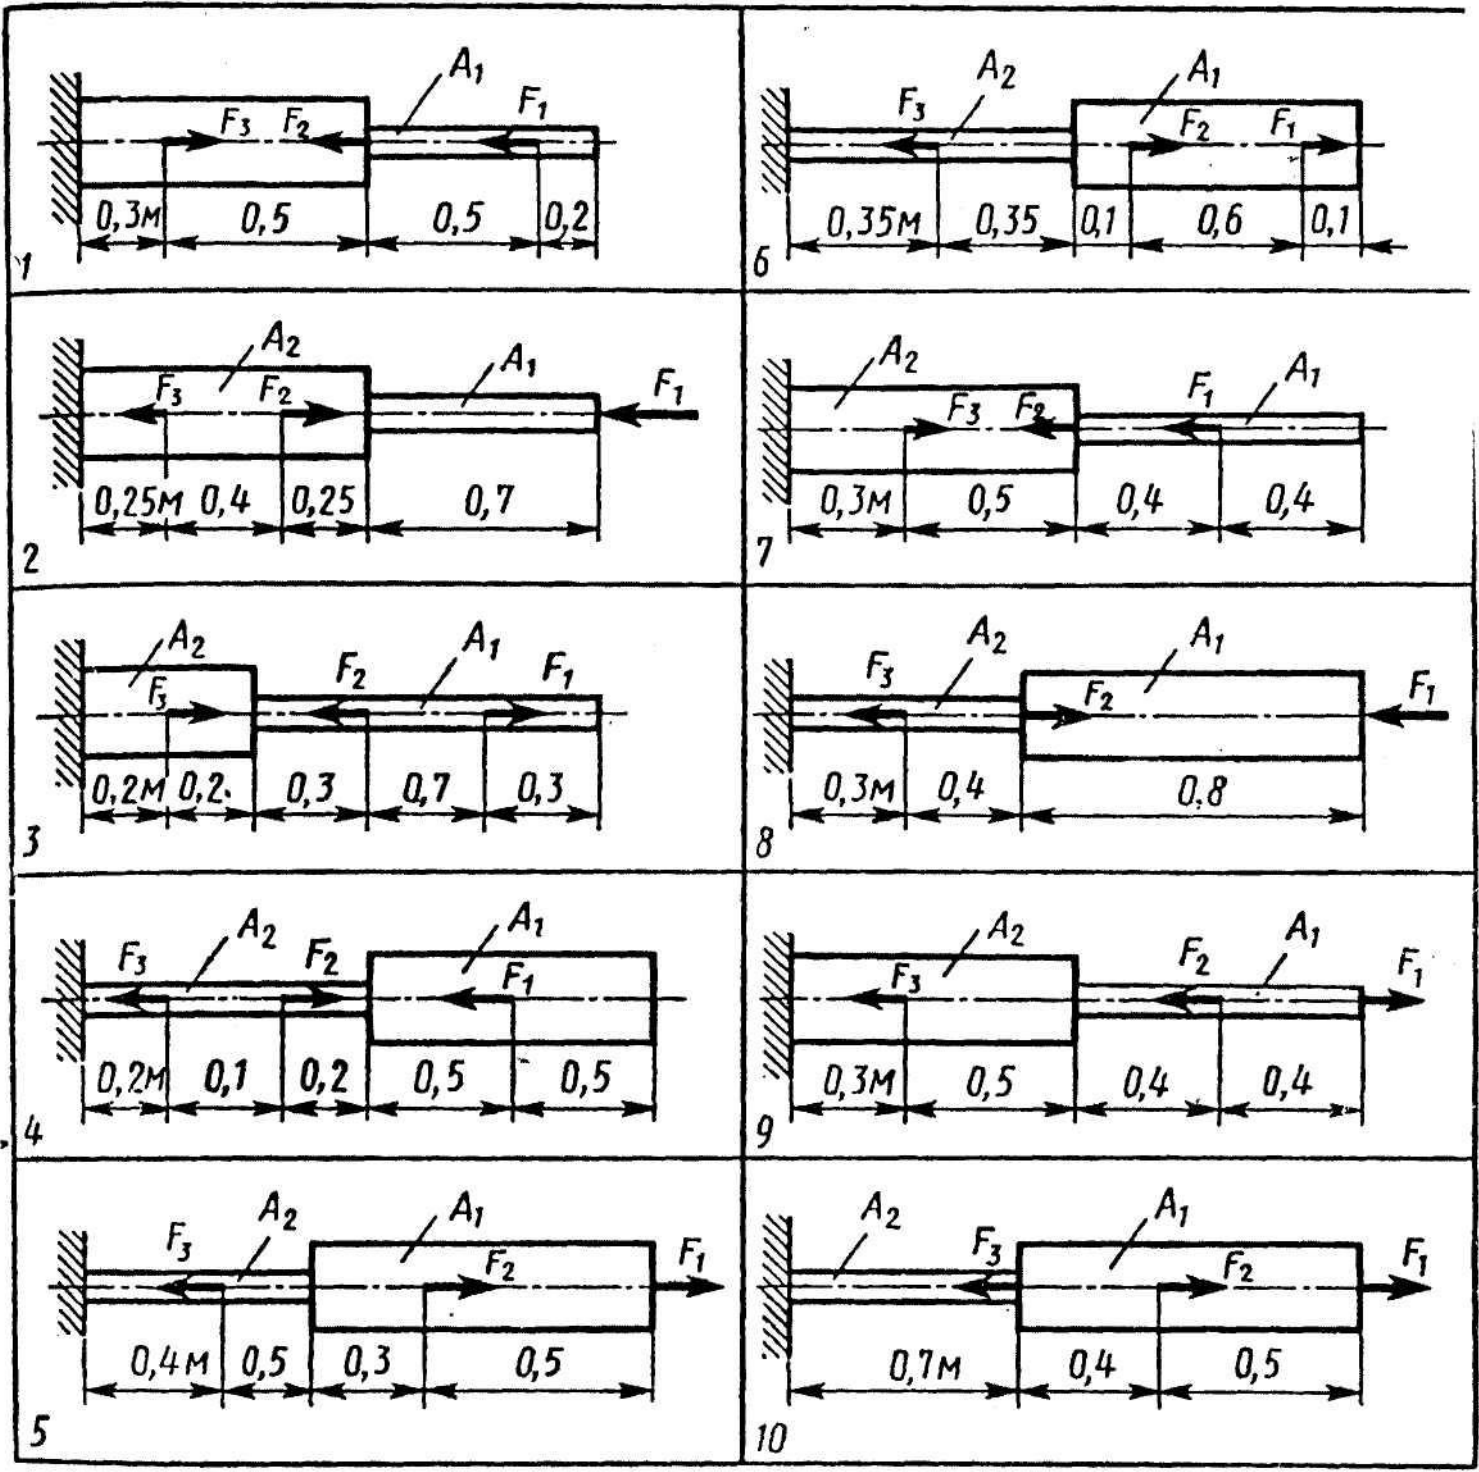 A₁
F₃ F₂ F₁
0,3м 0,5 0,5 0,2
1
A₂ A₁
F₃ F₂ F₁
0,25м 0,4 0,25 0,7
2
A₂ A₁
F₃ F₂ F₁
0,2м 0,2 0,3 0,7 0,3
3
A₂ A₁
F₃ F₂ F₁
0,2м 0,1 0,2 0,5 0,5
4
A₂ A₁
F₃ F₂ F₁
0,4м 0,5 0,3 0,5
5
A₂ A₁
F₃ F₂ F₁
0,35м 0,35 0,1 0,6 0,1
6
A₂ A₁
F₃ F₂ F₁
0,3м 0,5 0,4 0,4
7
A₂ A₁
F₃ F₂ F₁
0,3м 0,4 0,8
8
A₂ A₁
F₃ F₂ F₁
0,3м 0,5 0,4 0,4
9
A₂ A₁
F₃ F₂ F₁
0,7м 0,4 0,5
10